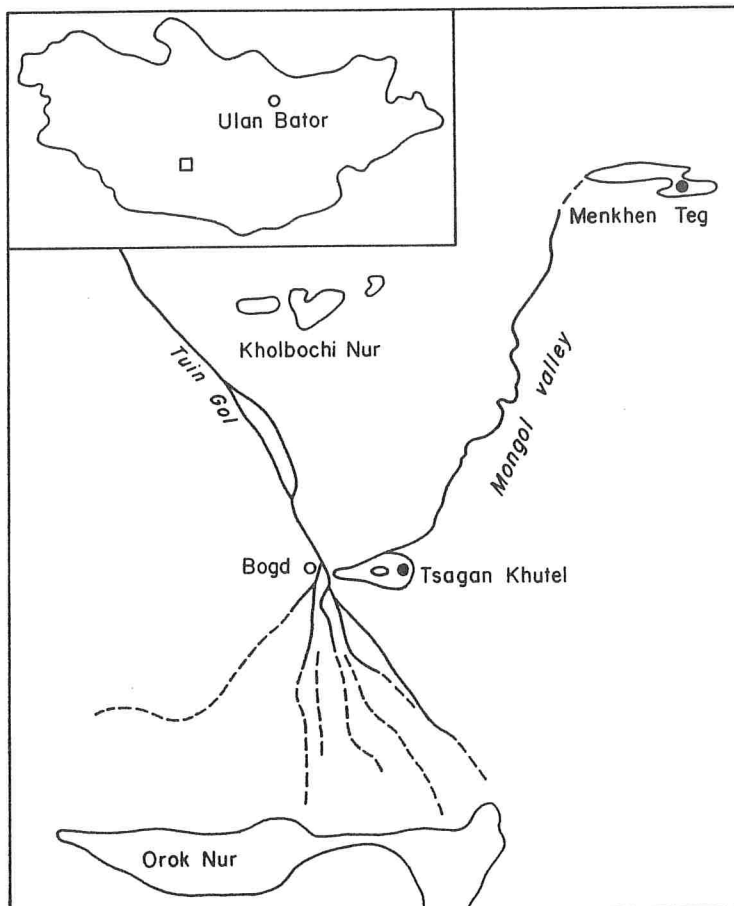 Ulan Bator
Menkhen Teg
Kholbochi Nur
Tuin Gol
Mongol valley
Bogd
Tsagan Khutel
Orok Nur